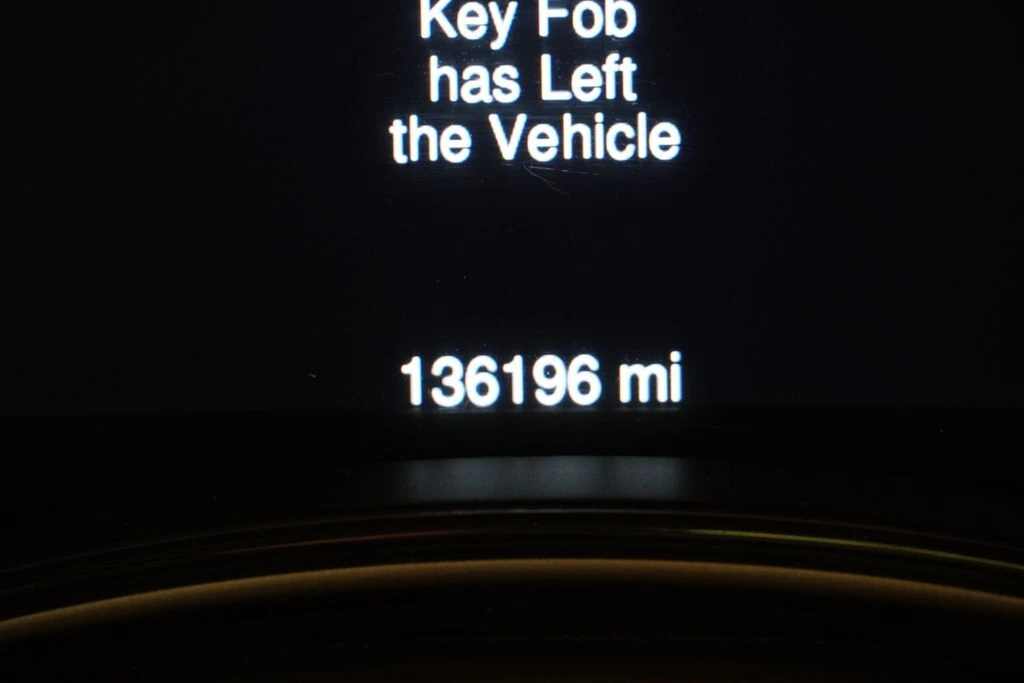 Key Fob
has Left
the Vehicle
136196 mi